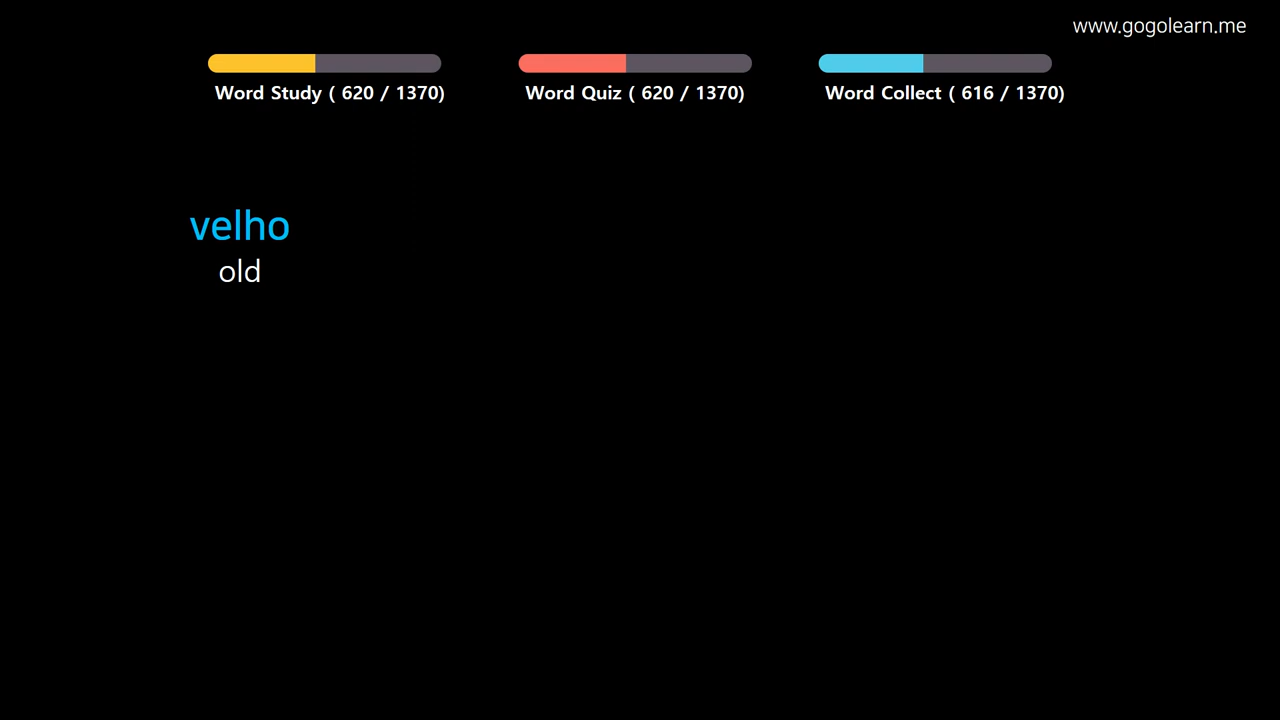 www.gogolearn.me
Word Study ( 620 / 1370)
Word Quiz ( 620 / 1370)
Word Collect ( 616 / 1370)
velho
old